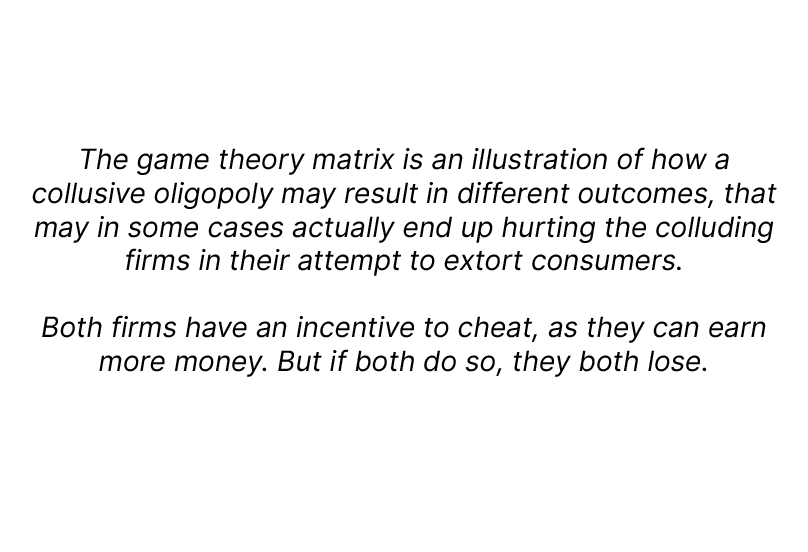 The game theory matrix is an illustration of how a
collusive oligopoly may result in different outcomes, that
may in some cases actually end up hurting the colluding
firms in their attempt to extort consumers.
Both firms have an incentive to cheat, as they can earn
more money. But if both do so, they both lose.